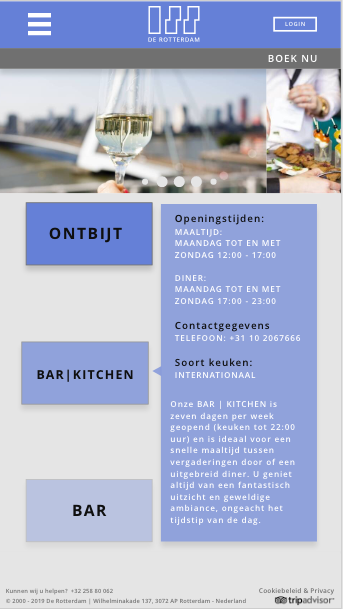 LOGIN
DE ROTTERDAM
BOEK NU
ONTBIJT
BAR|KITCHEN
BAR
Openingstijden:
MAALTIJD:
MAANDAG TOT EN MET
ZONDAG 12:00 - 17:00
DINER:
MAANDAG TOT EN MET
ZONDAG 17:00 - 23:00
Contactgegevens
TELEFOON: +31 10 2067666
Soort keuken:
INTERNATIONAAL
Onze BAR | KITCHEN is
zeven dagen per week
geopend (keuken tot 22:00
uur) en is ideaal voor een
snelle maaltijd tussen
vergaderingen door of een
uitgebreid diner. U geniet
altijd van een fantastisch
uitzicht en geweldige
ambiance, ongeacht het
tijdstip van de dag.
Kunnen wij u helpen? +32 258 80 062
Cookiebeleid & Privacy
© 2000 - 2019 De Rotterdam | Wilhelminakade 137, 3072 AP Rotterdam - Nederland
tripadvisor